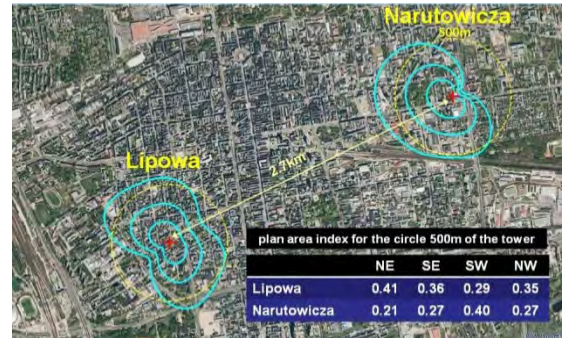 Narutowicza
500m
Lipowa
2.7km
plan area index for the circle 500m of the tower
NE SE SW NW
Lipowa 0.41 0.36 0.29 0.35
Narutowicza 0.21 0.27 0.40 0.27